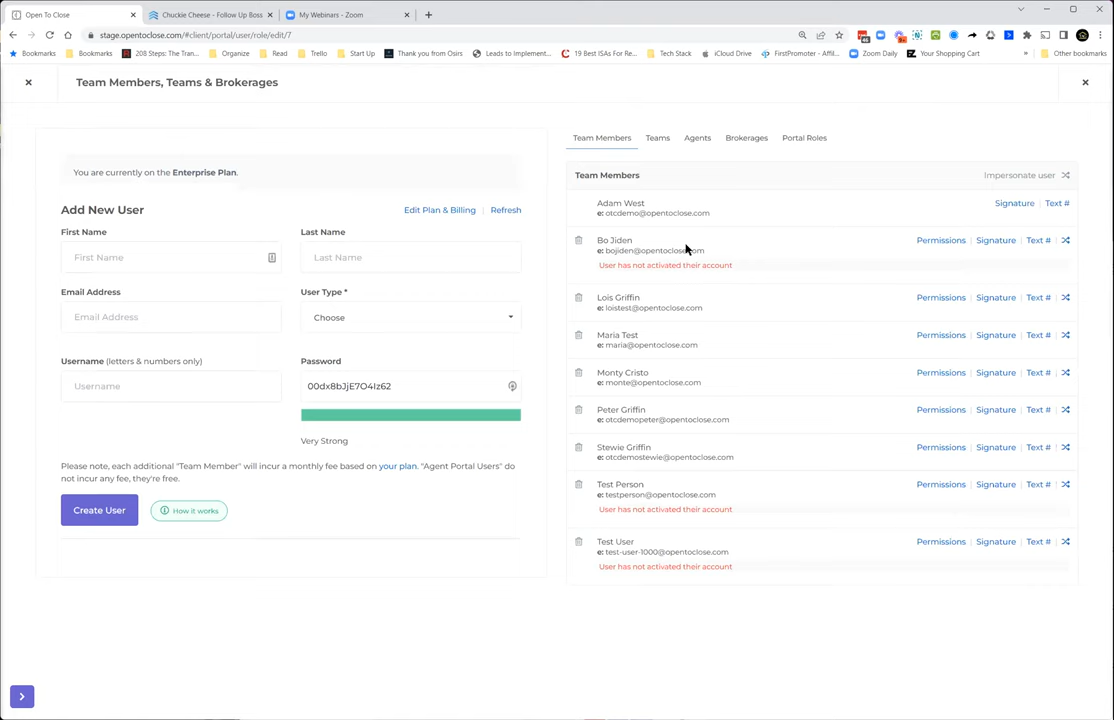 Open To Close
Chuckie Cheese - Follow Up Boss
My Webinars - Zoom
stage.opentoclose.com/#client/portal/user/role/edit/7
Bookmarks
Bookmarks
208 Steps: The Tran...
Organize
Read
Trello
Start Up
Thank you from Osirs
Leads to Implement...
19 Best ISAs For Re...
Tech Stack
iCloud Drive
FirstPromoter - Affil...
Zoom Daily
Your Shopping Cart
»
Other bookmarks
Team Members, Teams & Brokerages
You are currently on the Enterprise Plan.
Add New User
Edit Plan & Billing | Refresh
First Name
Last Name
First Name
Last Name
Email Address
User Type *
Email Address
Choose
Username (letters & numbers only)
Password
Username
00dx8bJjE7O4Iz62
Very Strong
Please note, each additional "Team Member" will incur a monthly fee based on your plan. "Agent Portal Users" do
not incur any fee, they're free.
Create User
How it works
Team Members
Teams
Agents
Brokerages
Portal Roles
Team Members
Impersonate user
Adam West
Signature | Text #
e: otcdemo@opentoclose.com
Bo Jiden
Permissions | Signature | Text # |
e: bojiden@opentoclose.com
User has not activated their account
Lois Griffin
Permissions | Signature | Text # |
e: loistest@opentoclose.com
Maria Test
Permissions | Signature | Text # |
e: maria@opentoclose.com
Monty Cristo
Permissions | Signature | Text # |
e: monte@opentoclose.com
Peter Griffin
Permissions | Signature | Text # |
e: otcdemopeter@opentoclose.com
Stewie Griffin
Permissions | Signature | Text # |
e: otcdemostewie@opentoclose.com
Test Person
Permissions | Signature | Text # |
e: testperson@opentoclose.com
User has not activated their account
Test User
Permissions | Signature | Text # |
e: test-user-1000@opentoclose.com
User has not activated their account